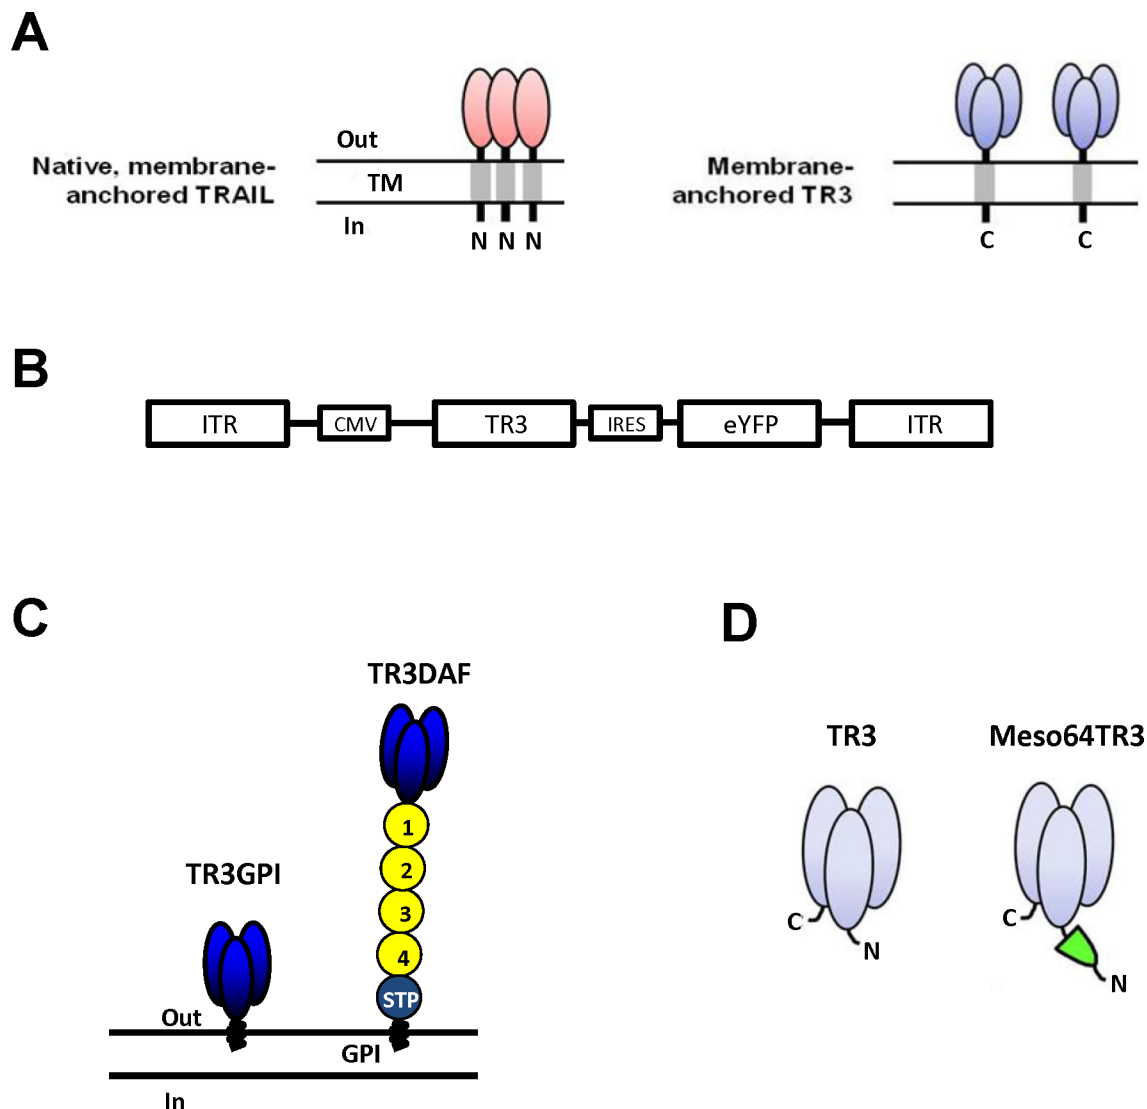 A
Out
Native, membrane-
anchored TRAIL
TM
In
N N N
Membrane-
anchored TR3
C C
B
ITR CMV TR3 IRES eYFP ITR
C
TR3DAF
1
2
3
4
STP
TR3GPI
Out
GPI
In
D
TR3 Meso64TR3
C N
C N